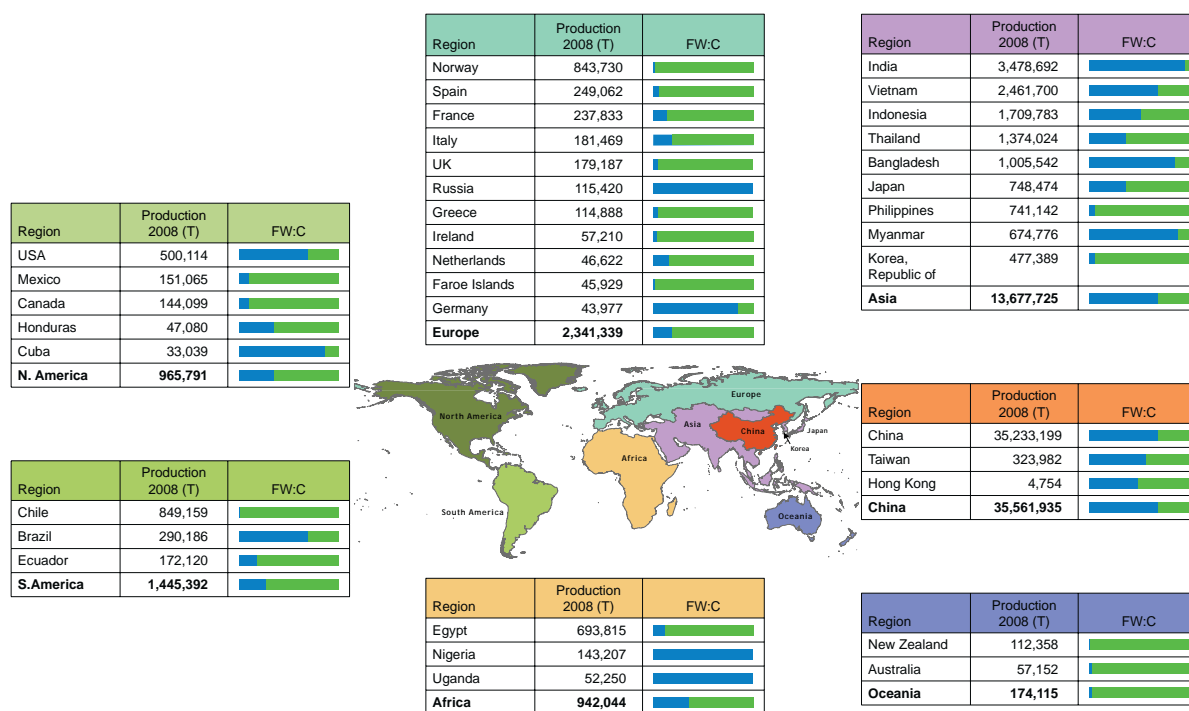 Region Production 2008 (T) FW:C
Norway 843,730
Spain 249,062
France 237,833
Italy 181,469
UK 179,187
Russia 115,420
Greece 114,888
Ireland 57,210
Netherlands 46,622
Faroe Islands 45,929
Germany 43,977
Europe 2,341,339
Region Production 2008 (T) FW:C
India 3,478,692
Vietnam 2,461,700
Indonesia 1,709,783
Thailand 1,374,024
Bangladesh 1,005,542
Japan 748,474
Philippines 741,142
Myanmar 674,776
Korea, Republic of 477,389
Asia 13,677,725
Region Production 2008 (T) FW:C
USA 500,114
Mexico 151,065
Canada 144,099
Honduras 47,080
Cuba 33,039
N. America 965,791
North America
Europe
Asia
China
Japan
Korea
Africa
South America
Oceania
Region Production 2008 (T) FW:C
China 35,233,199
Taiwan 323,982
Hong Kong 4,754
China 35,561,935
Region Production 2008 (T) FW:C
Chile 849,159
Brazil 290,186
Ecuador 172,120
S.America 1,445,392
Region Production 2008 (T) FW:C
Egypt 693,815
Nigeria 143,207
Uganda 52,250
Africa 942,044
Region Production 2008 (T) FW:C
New Zealand 112,358
Australia 57,152
Oceania 174,115